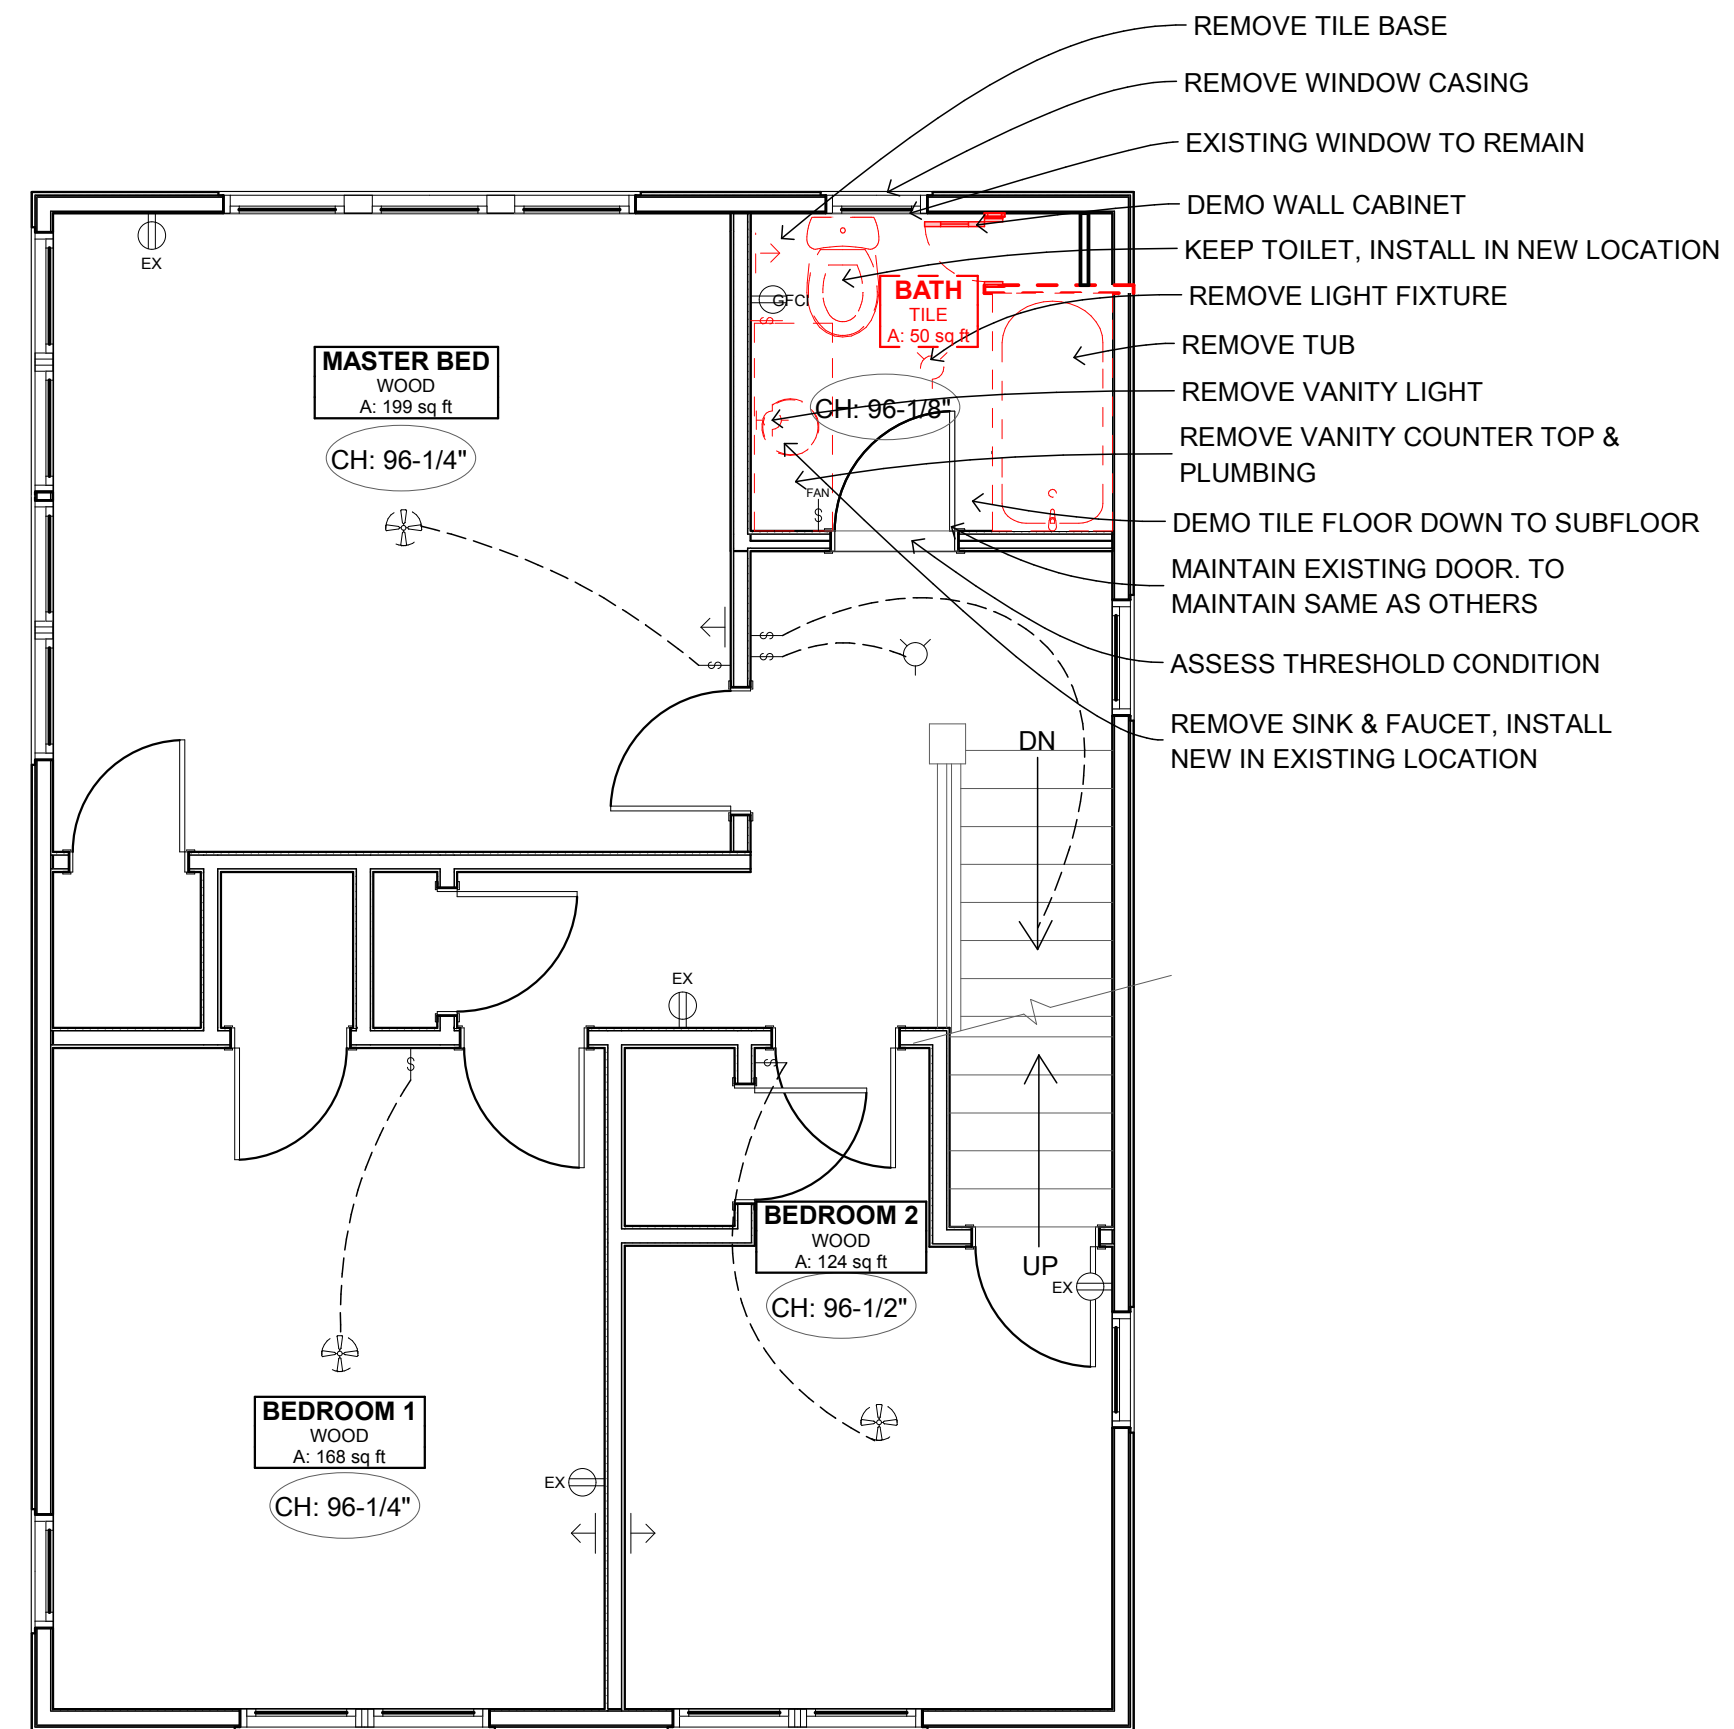 REMOVE TILE BASE
REMOVE WINDOW CASING
EXISTING WINDOW TO REMAIN
DEMO WALL CABINET
KEEP TOILET, INSTALL IN NEW LOCATION
REMOVE LIGHT FIXTURE
REMOVE TUB
REMOVE VANITY LIGHT
REMOVE VANITY COUNTER TOP &
PLUMBING
DEMO TILE FLOOR DOWN TO SUBFLOOR
MAINTAIN EXISTING DOOR. TO
MAINTAIN SAME AS OTHERS
ASSESS THRESHOLD CONDITION
REMOVE SINK & FAUCET, INSTALL
NEW IN EXISTING LOCATION
EX
MASTER BED
WOOD
A: 199 sq ft
CH: 96-1/4"
S
GFCI
S
BATH
TILE
A: 50 sq ft
CH: 96-1/8"
FAN
S
S
S
DN
EX
S
S
BEDROOM 2
WOOD
A: 124 sq ft
CH: 96-1/2"
UP
EX
BEDROOM 1
WOOD
A: 168 sq ft
CH: 96-1/4"
EX